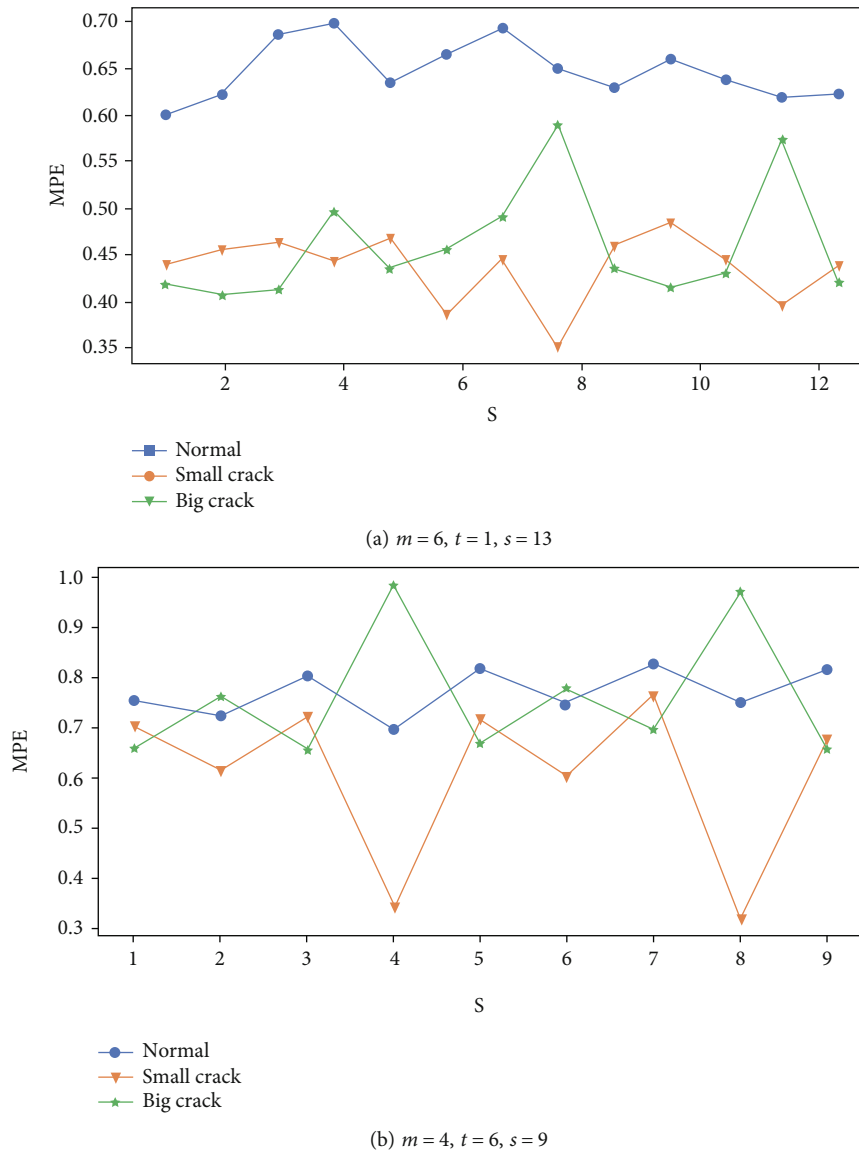 0.70
0.65
0.60
0.55
0.50
0.45
0.40
0.35
MPE
2 4 6 8 10 12
S
Normal
Small crack
Big crack
(a) m = 6, t = 1, s = 13
1.0
0.9
0.8
0.7
0.6
0.5
0.4
0.3
MPE
1 2 3 4 5 6 7 8 9
S
Normal
Small crack
Big crack
(b) m = 4, t = 6, s = 9